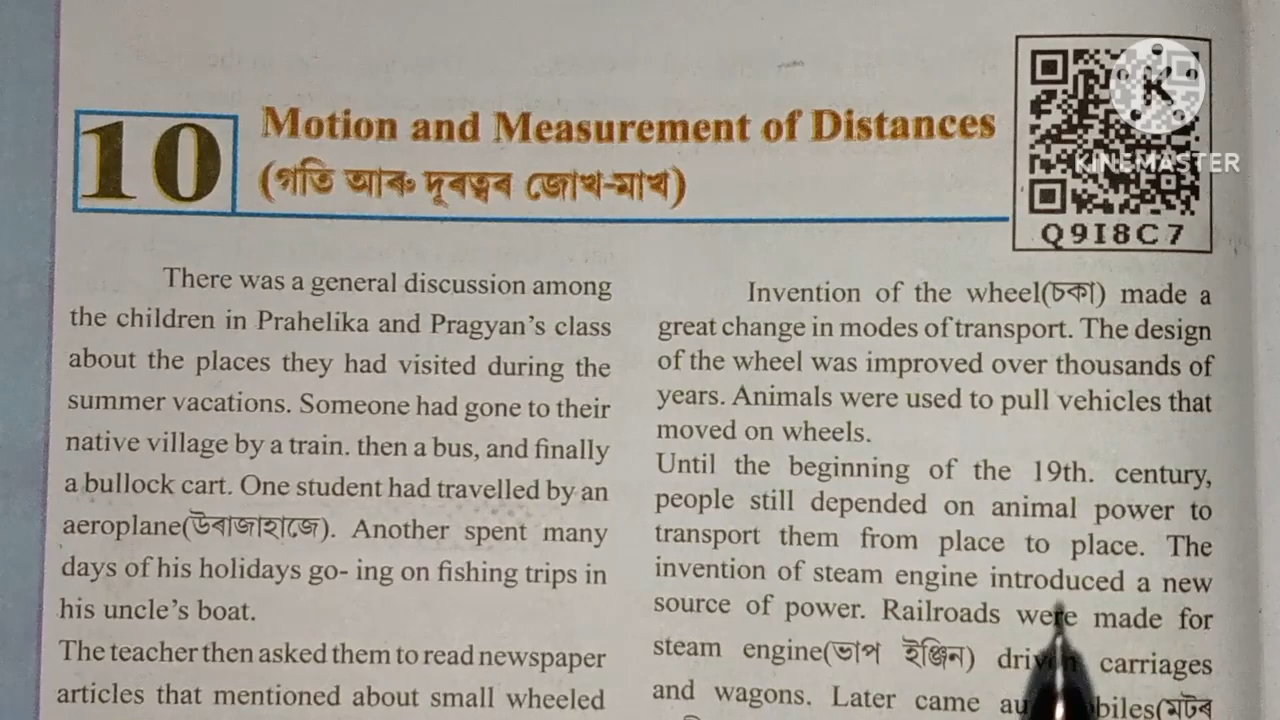 10
Motion and Measurement of Distances
(গতি আৰু দূৰত্বৰ জোখ-মাখ)
K
KINEMASTER
Q9I8C7
There was a general discussion among
the children in Prahelika and Pragyan's class
about the places they had visited during the
summer vacations. Someone had gone to their
native village by a train. then a bus, and finally
a bullock cart. One student had travelled by an
aeroplane(উৰাজাহাজে). Another spent many
days of his holidays go- ing on fishing trips in
his uncle's boat.
The teacher then asked them to read newspaper
articles that mentioned about small wheeled
Invention of the wheel(চকা) made a
great change in modes of transport. The design
of the wheel was improved over thousands of
years. Animals were used to pull vehicles that
moved on wheels.
Until the beginning of the 19th. century,
people still depended on animal power to
transport them from place to place. The
invention of steam engine introduced a new
source of power. Railroads were made for
steam engine(ভাপ ইঞ্জিন) driven carriages
and wagons. Later came (মটৰ